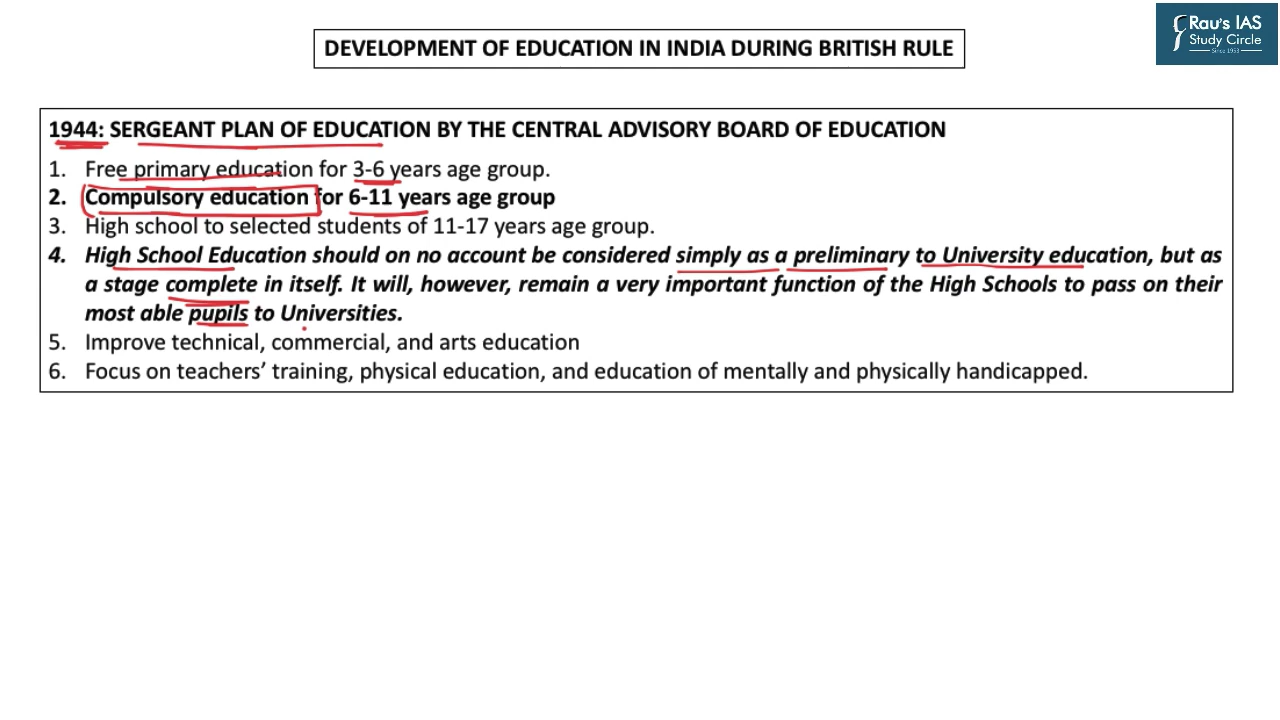 DEVELOPMENT OF EDUCATION IN INDIA DURING BRITISH RULE
Rau's IAS
Study Circle
Since 1953
1944: SERGEANT PLAN OF EDUCATION BY THE CENTRAL ADVISORY BOARD OF EDUCATION
1. Free primary education for 3-6 years age group.
2. Compulsory education for 6-11 years age group
3. High school to selected students of 11-17 years age group.
4. High School Education should on no account be considered simply as a preliminary to University education, but as
a stage complete in itself. It will, however, remain a very important function of the High Schools to pass on their
most able pupils to Universities.
5. Improve technical, commercial, and arts education
6. Focus on teachers’ training, physical education, and education of mentally and physically handicapped.